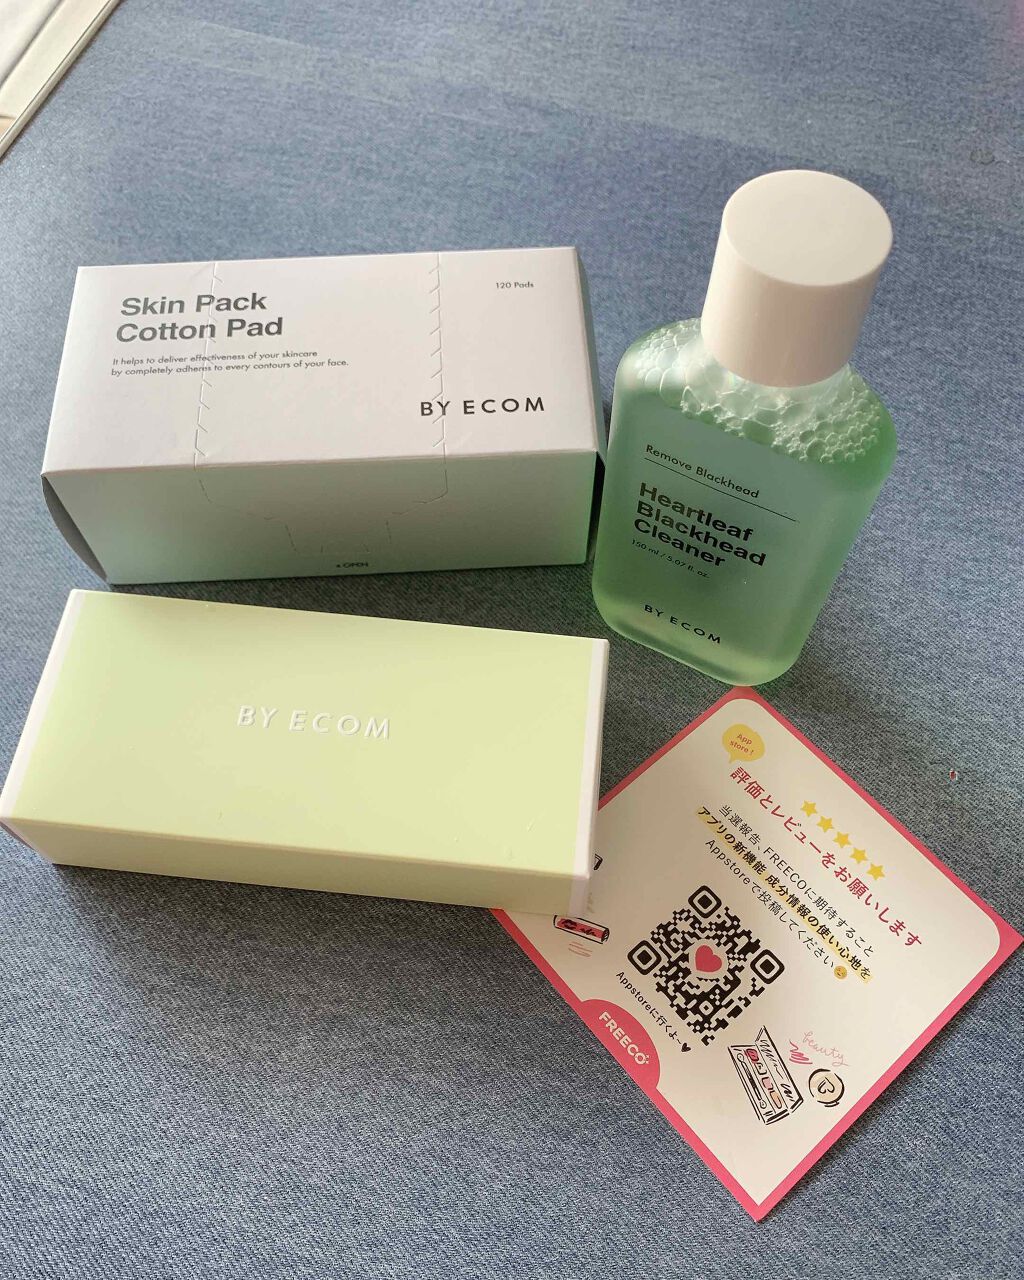 Skin Pack
Cotton Pad
120 Pads
It helps to deliver effectiveness of your skincare
by completely adheres to every contours of your face.
BY ECOM
OPEN
Remove Blackhead
Heartleaf
Blackhead
Cleaner
150 ml / 5.07 fl. oz.
BY ECOM
BY ECOM
App
store !
評価とレビューをお願いします
当選報告、FREECOに期待すること
アプリの新機能 成分情報の使い心地を
Appstoreで投稿してください
Appstoreに行くよ~
FREECO
beauty